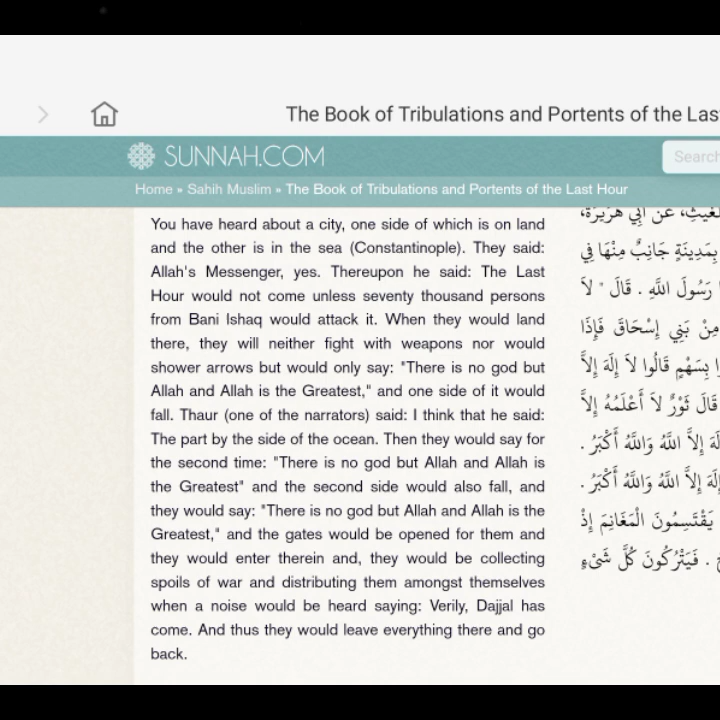 The Book of Tribulations and Portents of the Las
SUNNAH.COM
Search
Home » Sahih Muslim » The Book of Tribulations and Portents of the Last Hour
You have heard about a city, one side of which is on land
and the other is in the sea (Constantinople). They said:
Allah's Messenger, yes. Thereupon he said: The Last
Hour would not come unless seventy thousand persons
from Bani Ishaq would attack it. When they would land
there, they will neither fight with weapons nor would
shower arrows but would only say: "There is no god but
Allah and Allah is the Greatest," and one side of it would
fall. Thaur (one of the narrators) said: I think that he said:
The part by the side of the ocean. Then they would say for
the second time: "There is no god but Allah and Allah is
the Greatest" and the second side would also fall, and
they would say: "There is no god but Allah and Allah is the
Greatest," and the gates would be opened for them and
they would enter therein and, they would be collecting
spoils of war and distributing them amongst themselves
when a noise would be heard saying: Verily, Dajjal has
come. And thus they would leave everything there and go
back.
عَنْ أَبِي هُرَيْرَةَ،
بِمَدِينَةٍ جَانِبٌ مِنْهَا فِي
رَسُولَ اللَّهِ . قَالَ " لاَ
مِنْ بَنِي إِسْحَاقَ فَإِذَا
بِسَهْمٍ قَالُوا لاَ إِلَهَ إِلاَّ
قَالَ ثَوْرٌ لاَ أَعْلَمُهُ إِلاَّ
إِلاَّ اللَّهُ وَاللَّهُ أَكْبَرُ .
إِلَهَ إِلاَّ اللَّهُ وَاللَّهُ أَكْبَرُ .
يَقْتَسِمُونَ الْمَغَانِمَ إِذْ
. فَيَتْرُكُونَ كُلَّ شَىْءٍ